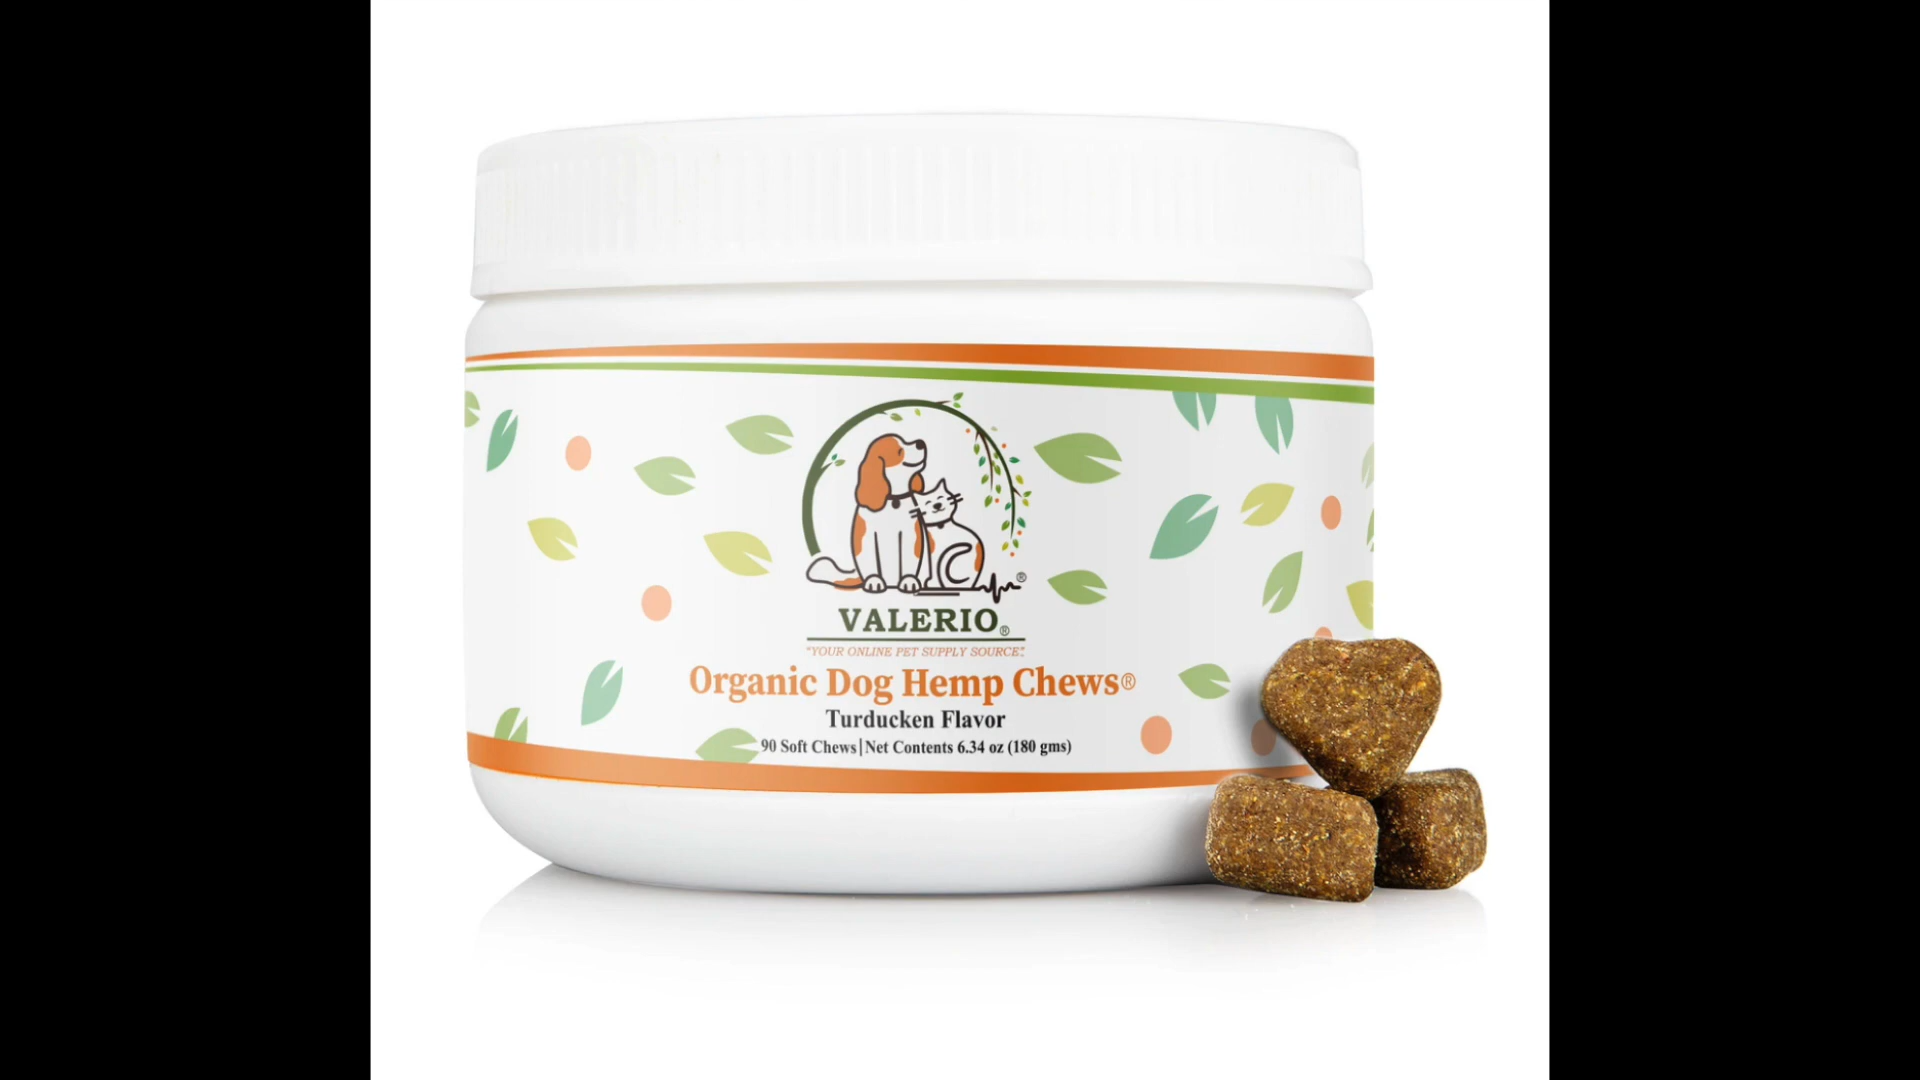 ®
VALERIO®
"YOUR ONLINE PET SUPPLY SOURCE"
Organic Dog Hemp Chews®
Turducken Flavor
90 Soft Chews|Net Contents 6.34 oz (180 gms)